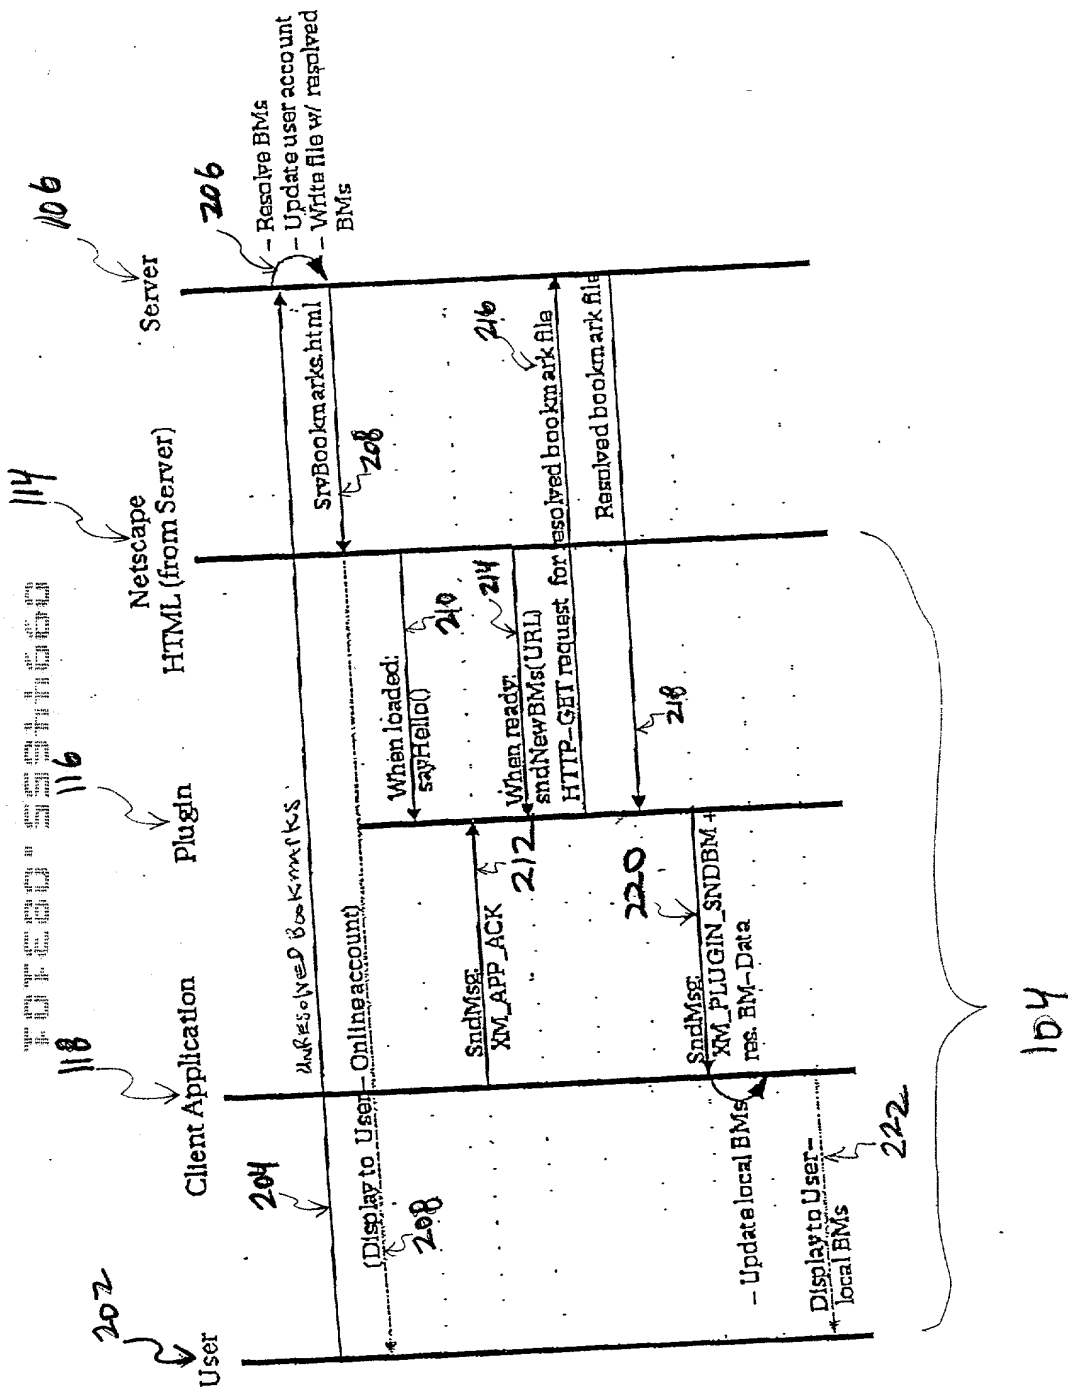 202
User
118
Client Application
116
Plugin
114
Netscape
HTML (from Server)
106
Server
204
UNRESOLVED BOOKMARKS
206
- Resolve BMs
- Update user account
- Write file w/ resolved
BMs
SrvBookmarks.html
208
(Display to User - Online account)
208
When loaded:
sayHello()
210
SndMsg:
XM_APP_ACK
212
When ready:
sndNewBMs(URL)
214
HTTP-GET request for resolved bookmark file
216
Resolved bookmark file
218
220
SndMsg:
XM_PLUGIN_SNDBM +
res. BM-Data
- Update local BMs
Display to User-
local BMs
222
104